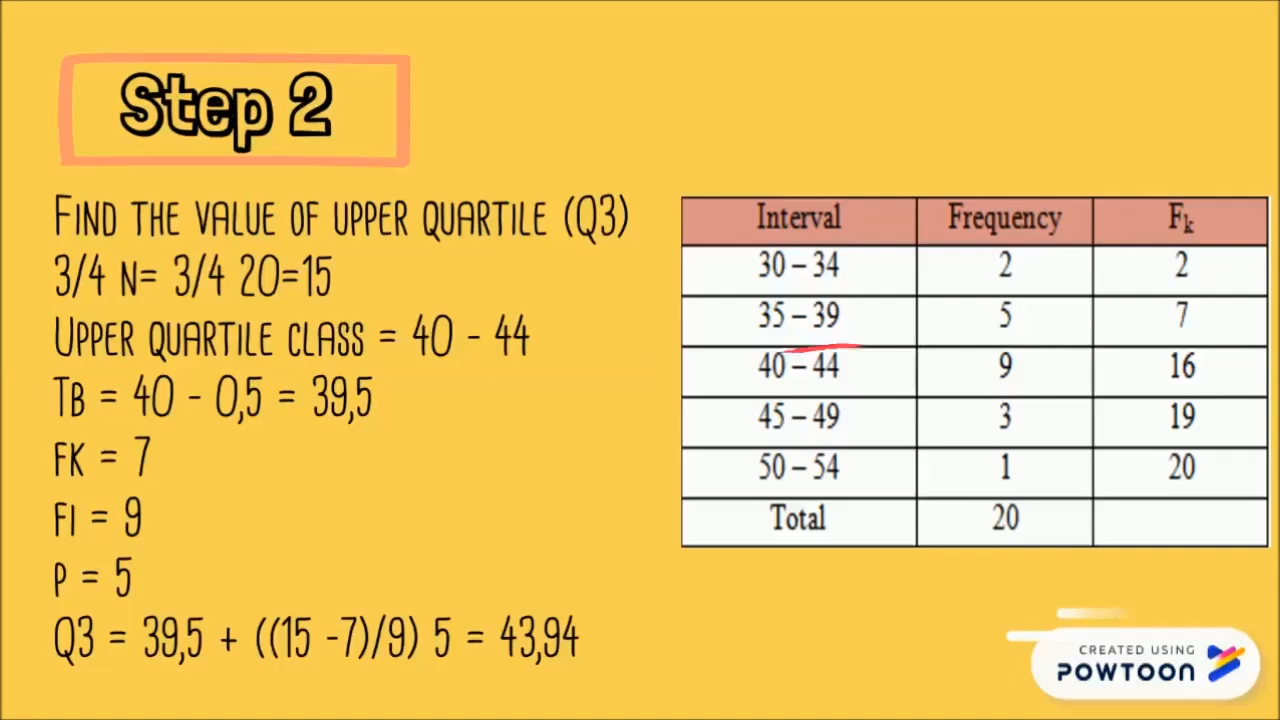 Step 2
FIND THE VALUE OF UPPER QUARTILE (Q3)
3/4 N= 3/4 20=15
UPPER QUARTILE CLASS = 40 - 44
TB = 40 - 0,5 = 39,5
FK = 7
FI = 9
P = 5
Q3 = 39,5 + ((15 -7)/9) 5 = 43,94
Interval Frequency Fk
30 – 34 2 2
35 – 39 5 7
40 – 44 9 16
45 – 49 3 19
50 – 54 1 20
Total 20
CREATED USING
POWTOON